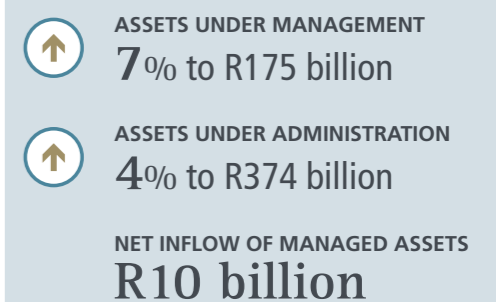 ASSETS UNDER MANAGEMENT
7% to R175 billion
ASSETS UNDER ADMINISTRATION
4% to R374 billion
NET INFLOW OF MANAGED ASSETS
R10 billion